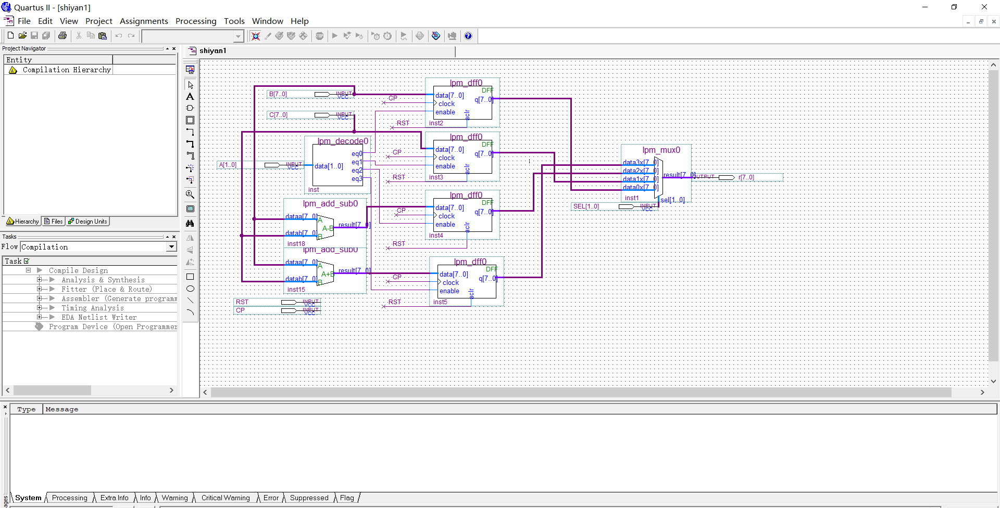 Quartus II - [shiyan1]
File Edit View Project Assignments Processing Tools Window Help
Project Navigator
Entity
Compilation Hierarchy
Hierarchy Files Design Units
Tasks
Flow Compilation
Task
Compile Design
Analysis & Synthesis
Fitter (Place & Route)
Assembler (Generate programm
Timing Analysis
EDA Netlist Writer
Program Device (Open Programmer
shiyan1
B[7..0] INPUT VCC
C[7..0] INPUT VCC
A[1..0] INPUT VCC
lpm_decode0
data[1..0]
eq0
eq1
eq2
eq3
inst
lpm_add_sub0
dataa[7..0] A
A-B result[7..0]
datab[7..0] B
inst18
lpm_add_sub0
dataa[7..0] A
A+B result[7..0]
datab[7..0] B
inst15
RST INPUT VCC
CP INPUT VCC
lpm_dff0
DFF
CP
data[7..0] q[7..0]
clock
enable
aclr
RST
inst2
lpm_dff0
DFF
CP
data[7..0] q[7..0]
clock
enable
aclr
RST
inst3
lpm_dff0
DFF
CP
data[7..0] q[7..0]
clock
enable
aclr
RST
inst4
lpm_dff0
DFF
CP
data[7..0] q[7..0]
clock
enable
aclr
RST
inst5
lpm_mux0
data3x[7..0]
data2x[7..0]
data1x[7..0]
data0x[7..0]
result[7..0] OUTPUT r[7..0]
inst1
sel[1..0]
SEL[1..0] INPUT VCC
Type Message
System Processing Extra Info Info Warning Critical Warning Error Suppressed Flag